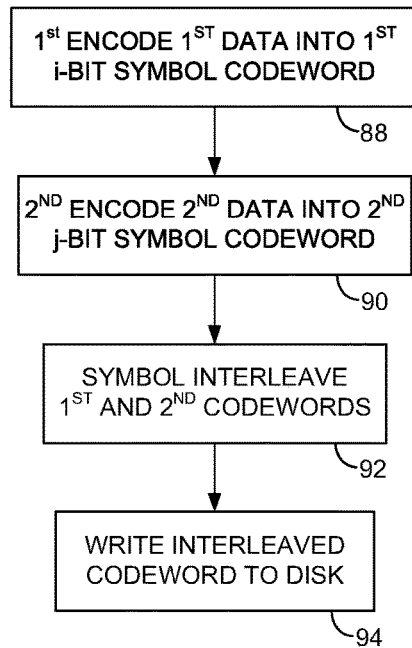 1st ENCODE 1ST DATA INTO 1ST
i-BIT SYMBOL CODEWORD
88
2ND ENCODE 2ND DATA INTO 2ND
j-BIT SYMBOL CODEWORD
90
SYMBOL INTERLEAVE
1ST AND 2ND CODEWORDS
92
WRITE INTERLEAVED
CODEWORD TO DISK
94